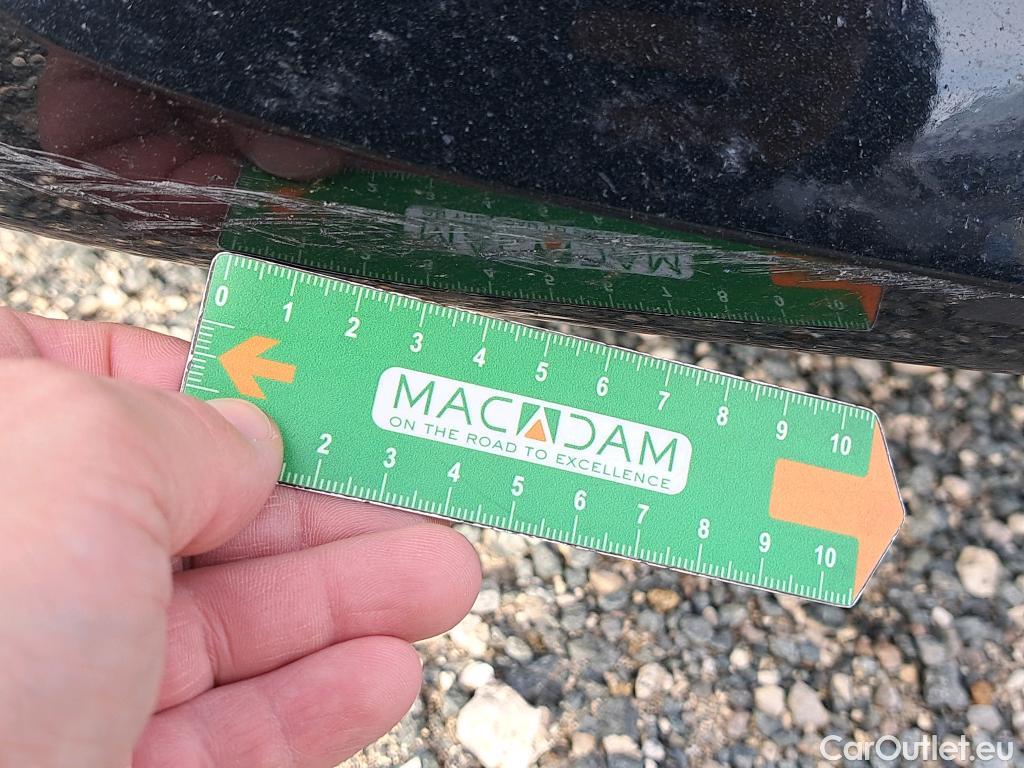 0 1 2 3 4 5 6 7 8 9 10
MACADAM
ON THE ROAD TO EXCELLENCE
2 3 4 5 6 7 8 9 10
CarOutlet.eu